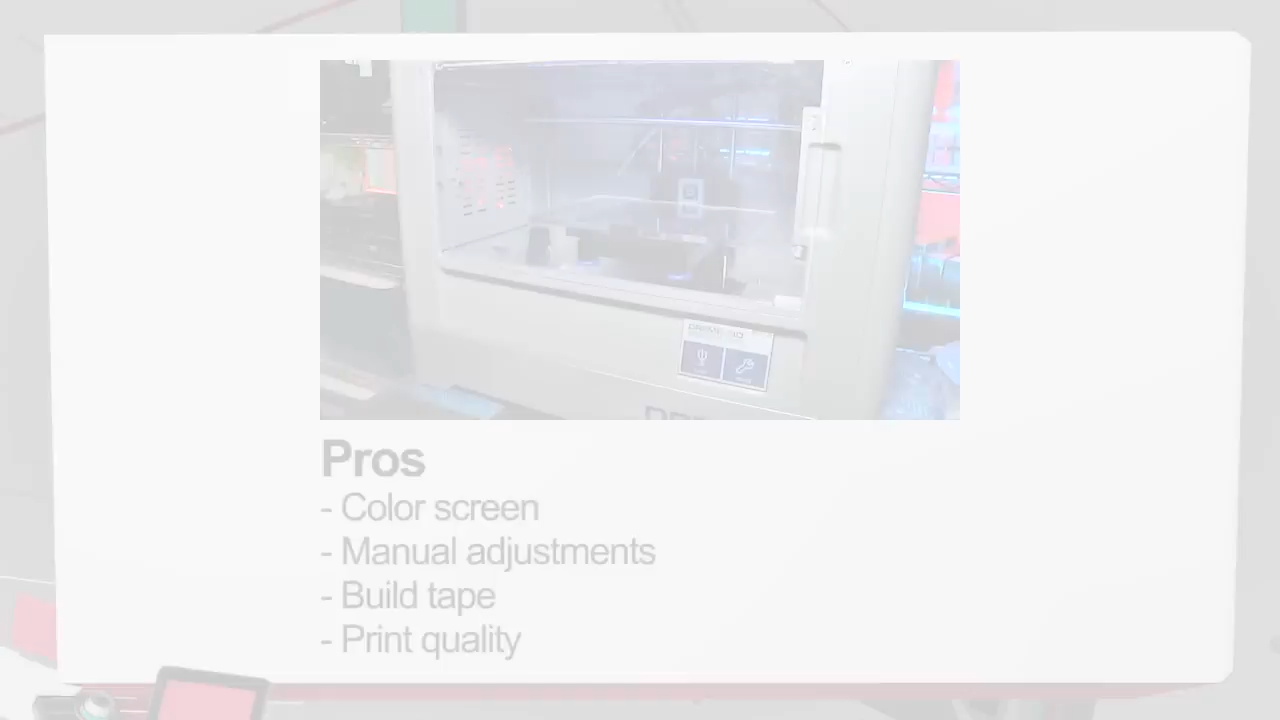 Pros
- Color screen
- Manual adjustments
- Build tape
- Print quality